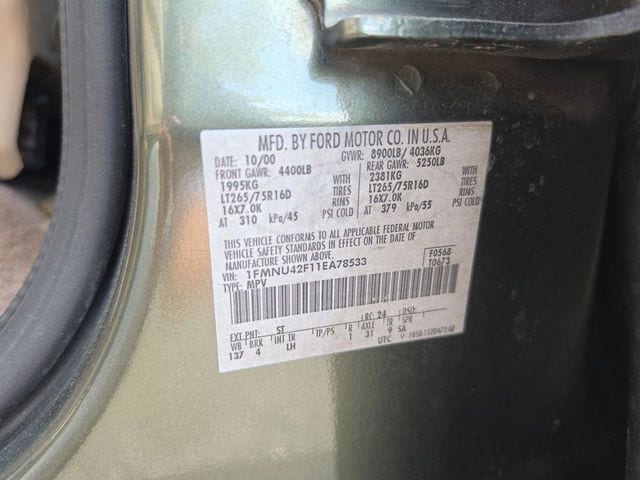 MFD. BY FORD MOTOR CO. IN U.S.A.
DATE: 10/00 GVWR: 8900LB/ 4036KG
FRONT GAWR: 4400LB REAR GAWR: 5250LB
1995KG WITH 2381KG WITH
LT265/75R16D TIRES LT265/75R16D TIRES
16X7.0K RIMS 16X7.0K RIMS
AT 310 kPa/45 PSI COLD AT 379 kPa/55 PSI COLD
THIS VEHICLE CONFORMS TO ALL APPLICABLE FEDERAL MOTOR
VEHICLE SAFETY STANDARDS IN EFFECT ON THE DATE OF
MANUFACTURE SHOWN ABOVE.
VIN: 1FMNU42F11EA78533 F0568
TYPE: MPV T0673
EXT PNT: ST RC: 24 DSO:
WB BRK INT TR TP/PS R AXLE TR SPR
137 4 LH 1 31 9 SA
UTC